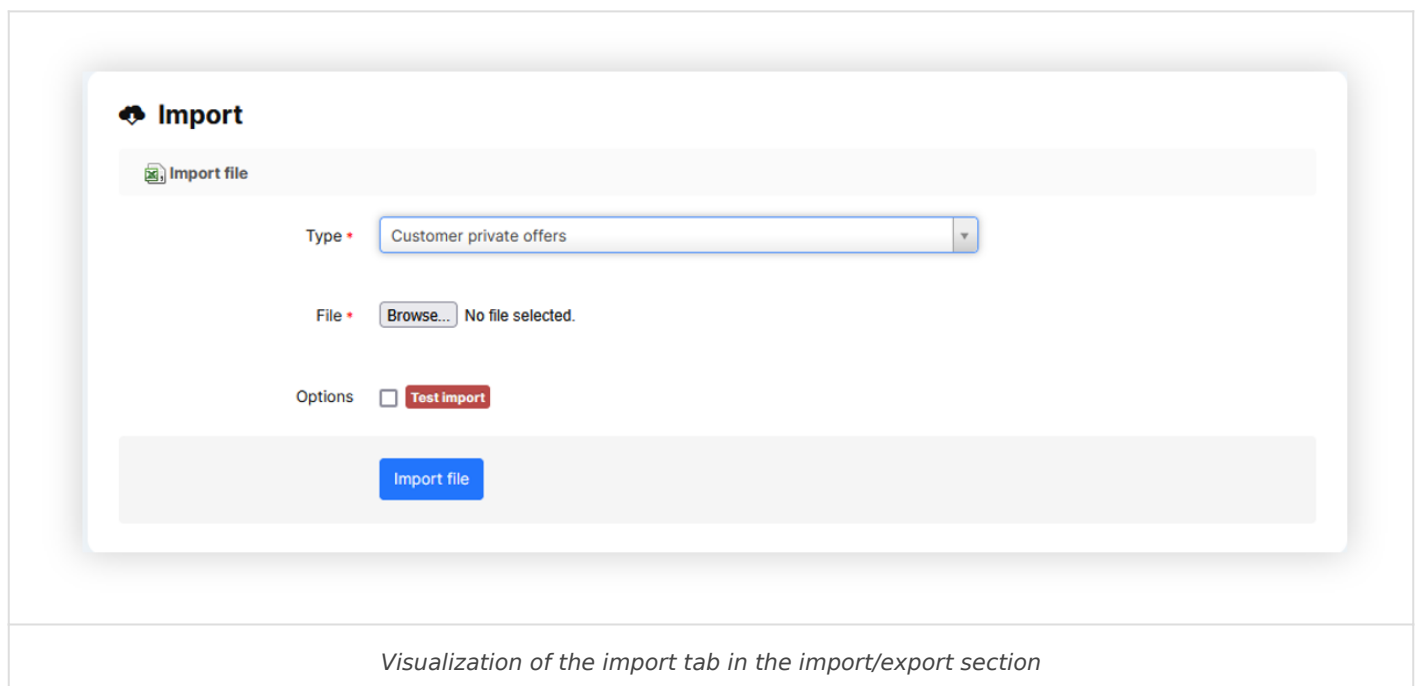 Import
Import file
Type *
Customer private offers
File *
Browse... No file selected.
Options
Test import
Import file
Visualization of the import tab in the import/export section